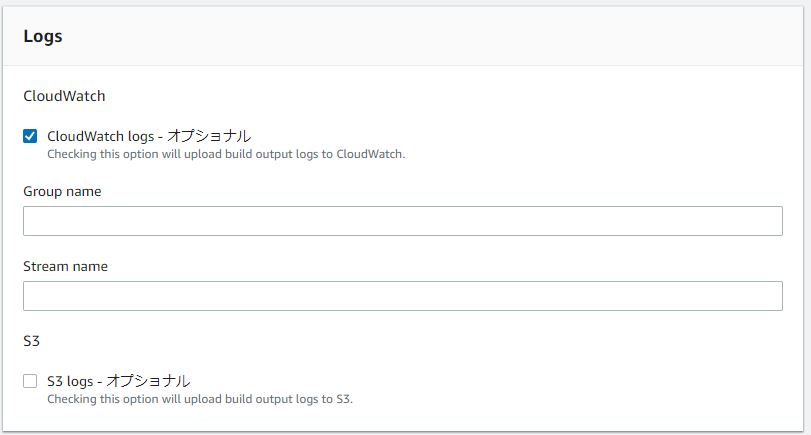 Logs
CloudWatch
CloudWatch logs - オプショナル
Checking this option will upload build output logs to CloudWatch.
Group name
Stream name
S3
S3 logs - オプショナル
Checking this option will upload build output logs to S3.